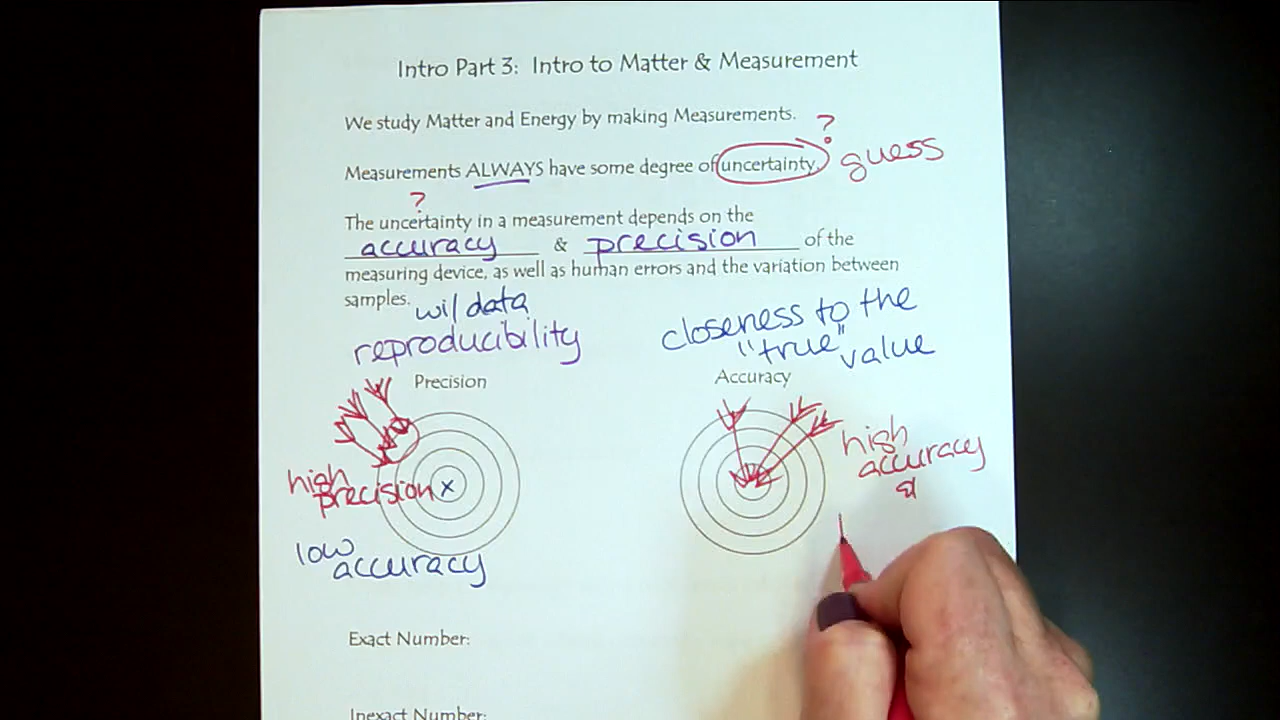 Intro Part 3: Intro to Matter & Measurement
We study Matter and Energy by making Measurements.
?
Measurements ALWAYS have some degree of uncertainty. guess
?
The uncertainty in a measurement depends on the
accuracy & precision of the
measuring device, as well as human errors and the variation between
samples.
w/ data
reproducibility
closeness to the
"true" value
Precision
Accuracy
high
precision
x
low
accuracy
high
accuracy
&
Exact Number:
Inexact Number: